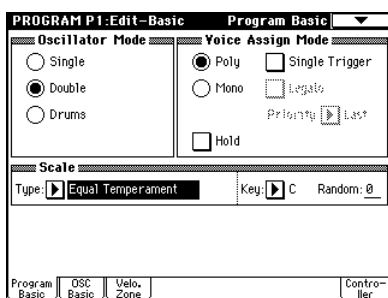 PROGRAM P1:Edit-Basic Program Basic
Oscillator Mode
Single
Double
Drums
Voice Assign Mode
Poly Single Trigger
Mono Legato
Priority Last
Hold
Scale
Type: Equal Temperament Key: C Random: 0
Program Basic
OSC Basic
Velo. Zone
Contro-
ller